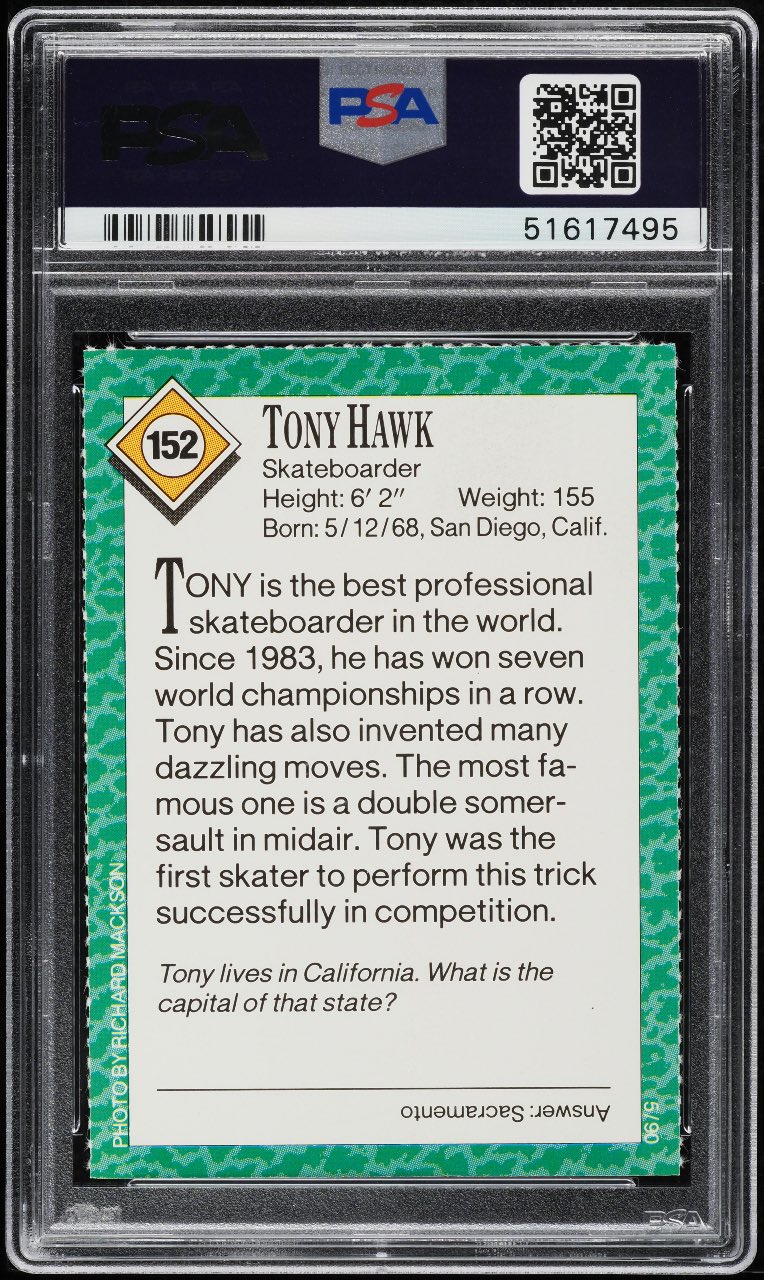 PSA
PSA
51617495
152
TONY HAWK
Skateboarder
Height: 6′ 2″ Weight: 155
Born: 5/12/68, San Diego, Calif.
TONY is the best professional
skateboarder in the world.
Since 1983, he has won seven
world championships in a row.
Tony has also invented many
dazzling moves. The most fa-
mous one is a double somer-
sault in midair. Tony was the
first skater to perform this trick
successfully in competition.
Tony lives in California. What is the
capital of that state?
Answer: Sacramento
PHOTO BY RICHARD MACKSON
5/90
PSA